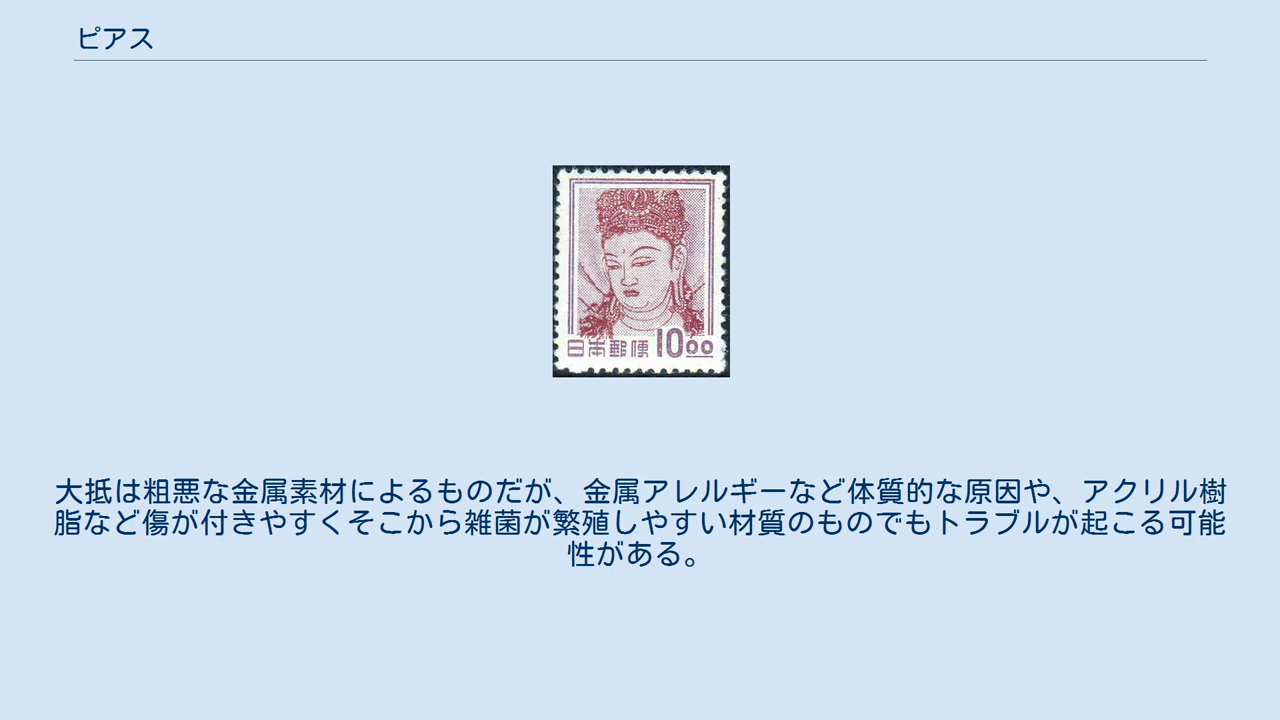 ピアス
日本郵便 10oo
大抵は粗悪な金属素材によるものだが、金属アレルギーなど体質的な原因や、アクリル樹
脂など傷が付きやすくそこから雑菌が繁殖しやすい材質のものでもトラブルが起こる可能
性がある。